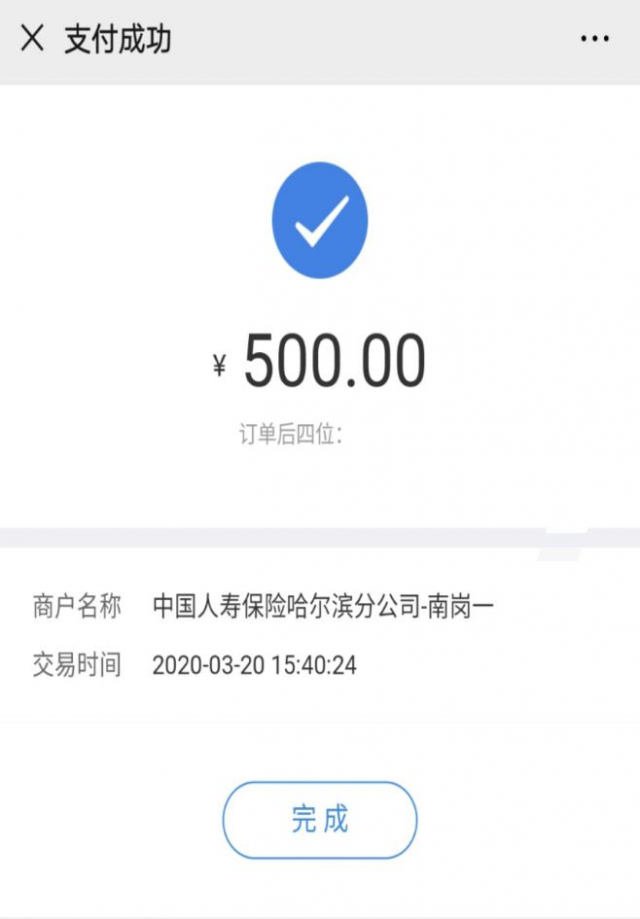 支付成功
¥ 500.00
订单后四位：
商户名称 中国人寿保险哈尔滨分公司-南岗一
交易时间 2020-03-20 15:40:24
完成